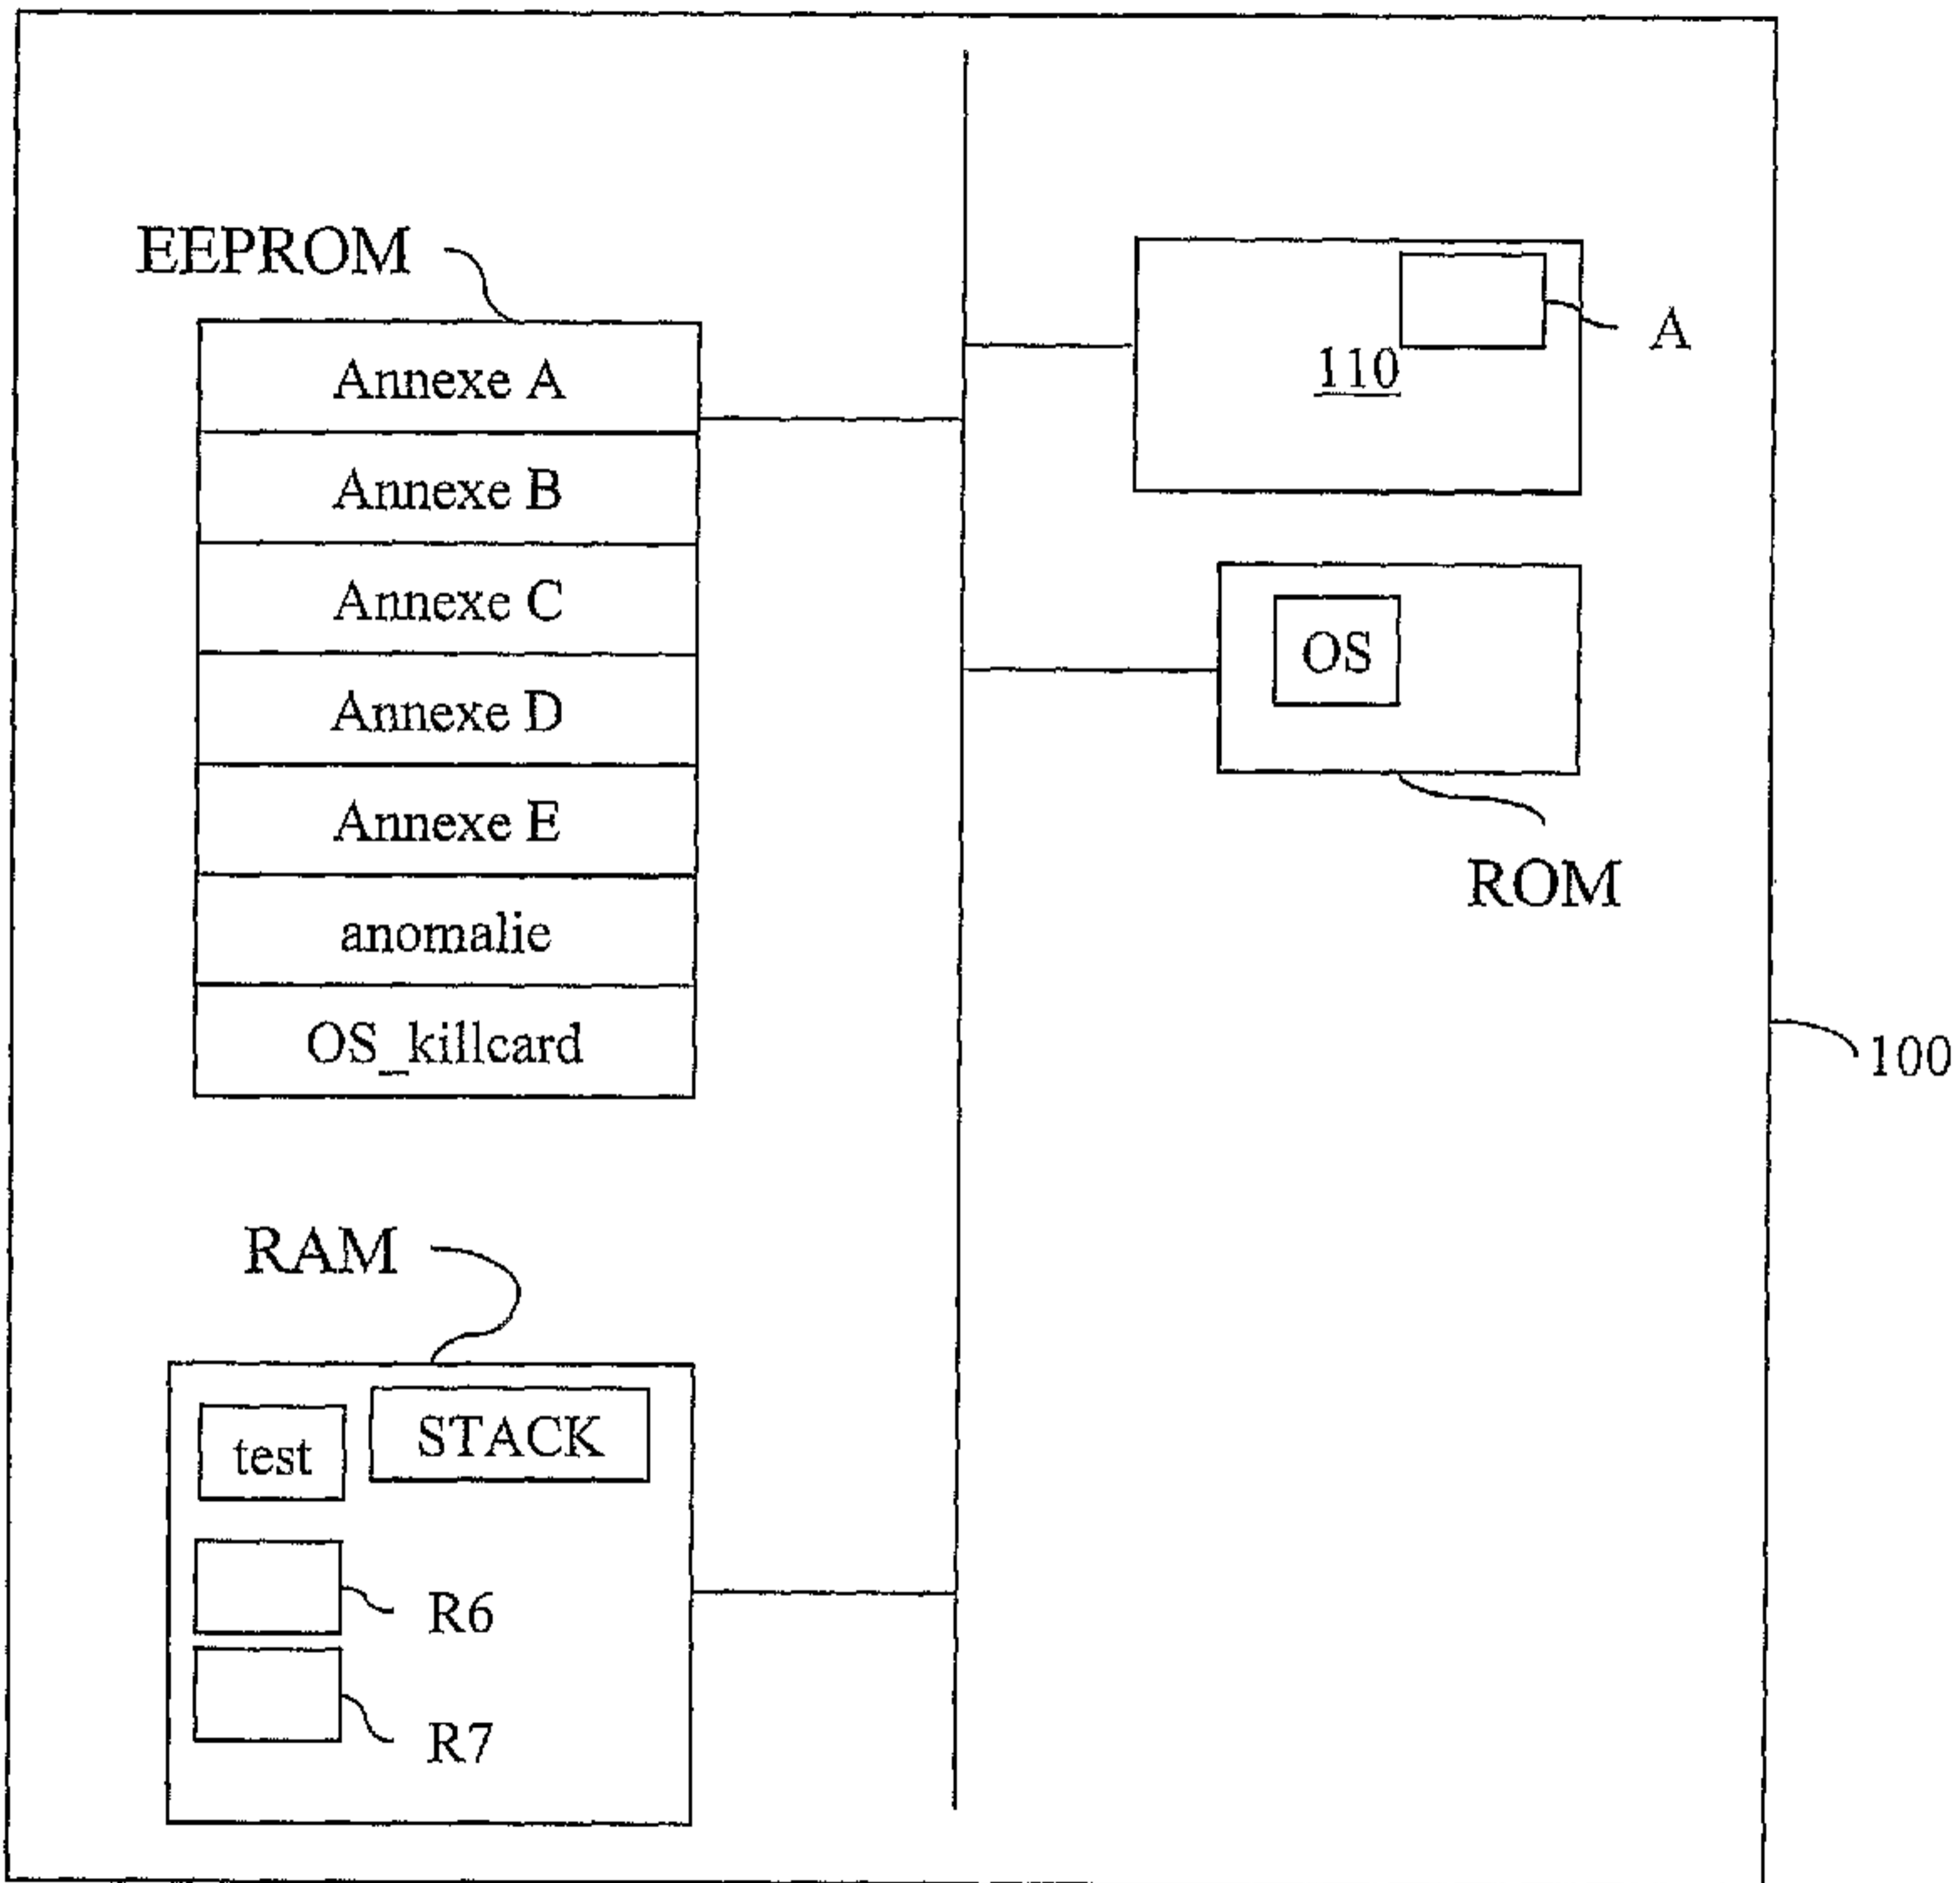 EEPROM
Annexe A
Annexe B
Annexe C
Annexe D
Annexe E
anomalie
OS_killcard
RAM
test
STACK
R6
R7
110
A
OS
ROM
100